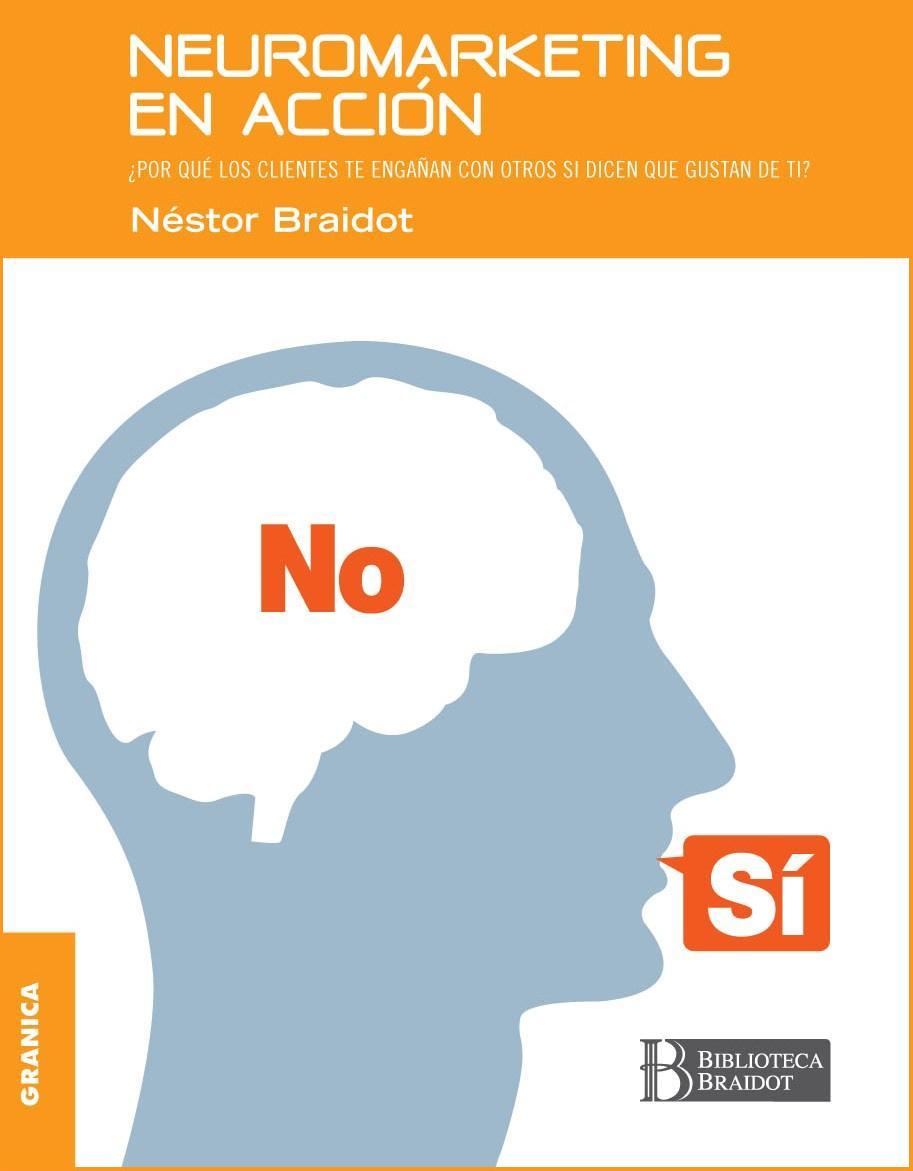 NEUROMARKETING
EN ACCIÓN
¿POR QUÉ LOS CLIENTES TE ENGAÑAN CON OTROS SI DICEN QUE GUSTAN DE TI?
Néstor Braidot
No
Sí
GRANICA
B BIBLIOTECA
BRAIDOT